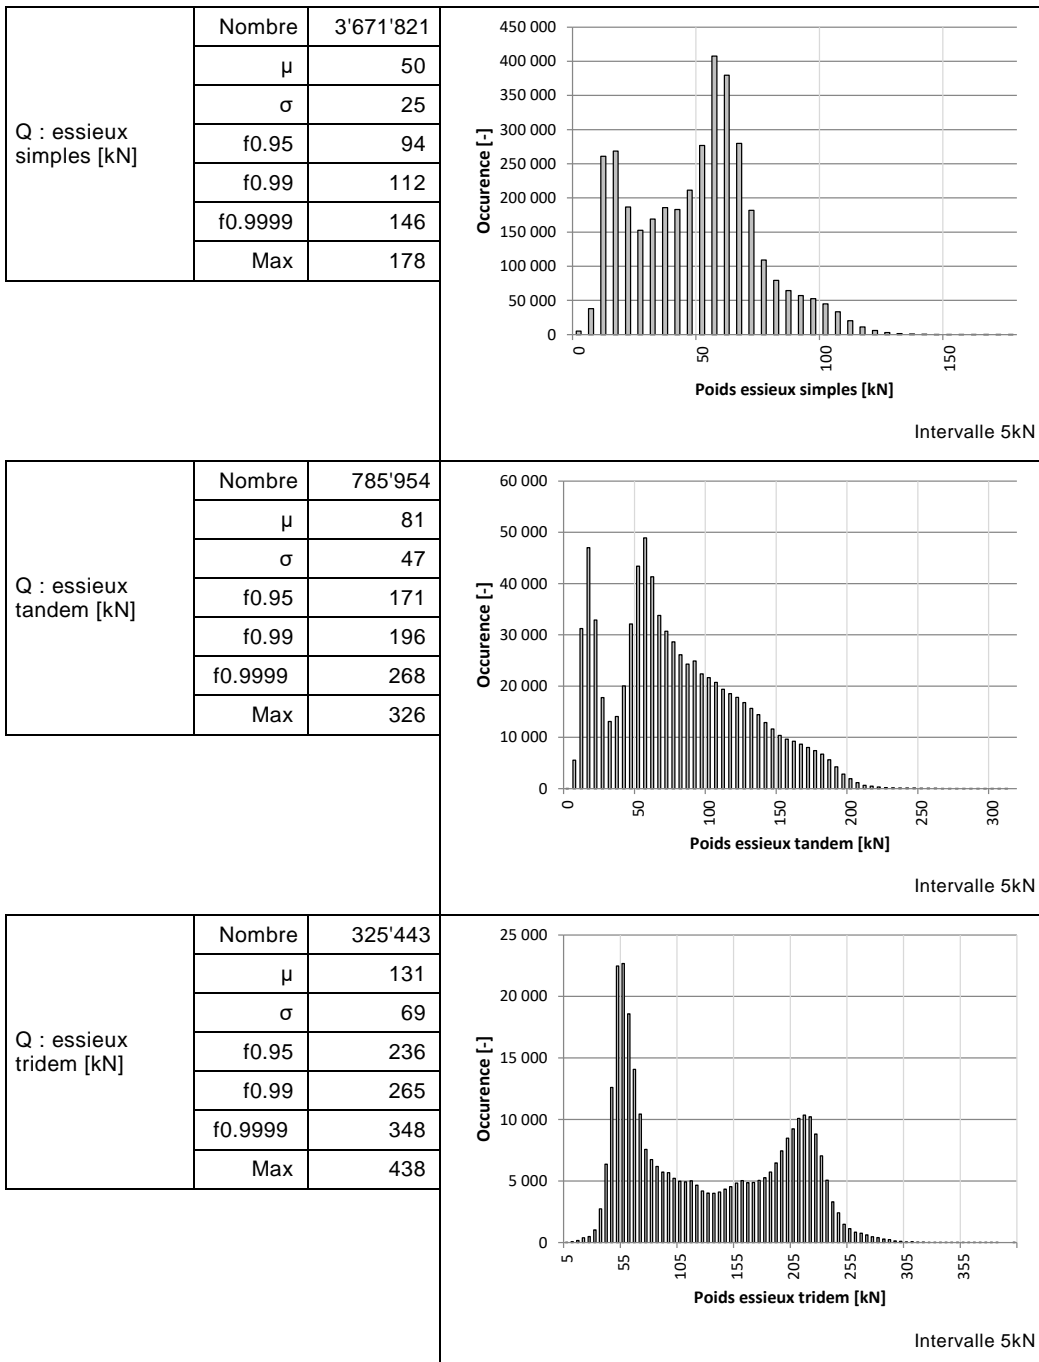 Q : essieux
simples [kN]
Nombre 3'671'821
μ 50
σ 25
f0.95 94
f0.99 112
f0.9999 146
Max 178
450 000
400 000
350 000
300 000
250 000
200 000
150 000
100 000
50 000
0
Occurence [-]
0 50 100 150
Poids essieux simples [kN]
Intervalle 5kN
Q : essieux
tandem [kN]
Nombre 785'954
μ 81
σ 47
f0.95 171
f0.99 196
f0.9999 268
Max 326
60 000
50 000
40 000
30 000
20 000
10 000
0
Occurence [-]
0 50 100 150 200 250 300
Poids essieux tandem [kN]
Intervalle 5kN
Q : essieux
tridem [kN]
Nombre 325'443
μ 131
σ 69
f0.95 236
f0.99 265
f0.9999 348
Max 438
25 000
20 000
15 000
10 000
5 000
0
Occurence [-]
5 55 105 155 205 255 305 355
Poids essieux tridem [kN]
Intervalle 5kN